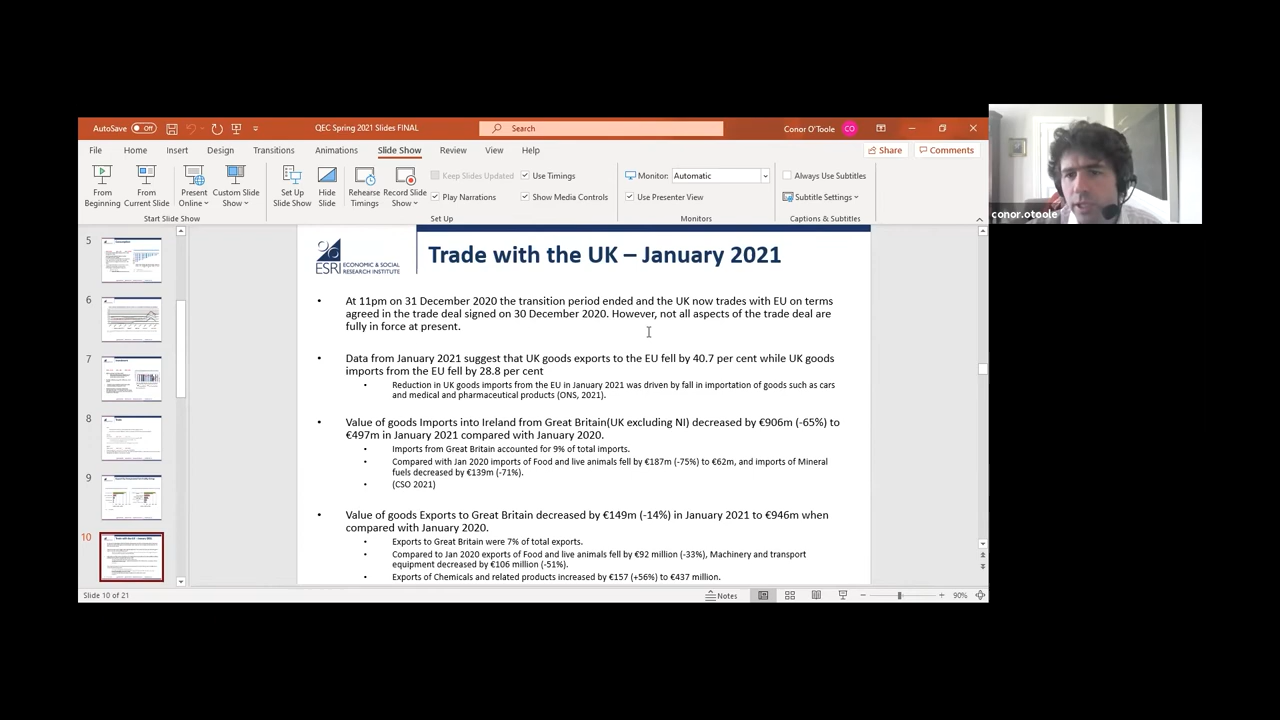 AutoSave Off
QEC Spring 2021 Slides FINAL
Search
Conor O'Toole CO
File Home Insert Design Transitions Animations Slide Show Review View Help
Share Comments
From Beginning
From Current Slide
Present Online
Custom Slide Show
Start Slide Show
Set Up Slide Show
Hide Slide
Rehearse Timings
Record Slide Show
Keep Slides Updated
Use Timings
Play Narrations
Show Media Controls
Set Up
Monitor: Automatic
Use Presenter View
Monitors
Always Use Subtitles
Subtitle Settings
Captions & Subtitles
conor.otoole
5
6
7
8
9
10
ESRI ECONOMIC & SOCIAL
RESEARCH INSTITUTE
Trade with the UK – January 2021
• At 11pm on 31 December 2020 the transition period ended and the UK now trades with EU on terms
agreed in the trade deal signed on 30 December 2020. However, not all aspects of the trade deal are
fully in force at present.
• Data from January 2021 suggest that UK goods exports to the EU fell by 40.7 per cent while UK goods
imports from the EU fell by 28.8 per cent
• Reduction in UK goods imports from the EU in January 2021 was driven by fall in importation of goods such as cars
and medical and pharmaceutical products (ONS, 2021).
• Value of goods Imports into Ireland from Great Britain(UK excluding NI) decreased by €906m (-65%) to
€497m in January 2021 compared with January 2020.
• Imports from Great Britain accounted for 9% of total imports.
• Compared with Jan 2020 imports of Food and live animals fell by €187m (-75%) to €62m, and imports of Mineral
fuels decreased by €139m (-71%).
• (CSO 2021)
• Value of goods Exports to Great Britain decreased by €149m (-14%) in January 2021 to €946m when
compared with January 2020.
• Exports to Great Britain were 7% of total exports.
• Compared to Jan 2020 exports of Food and live animals fell by €92 million (-33%), Machinery and transport
equipment decreased by €106 million (-51%).
• Exports of Chemicals and related products increased by €157 (+56%) to €437 million.
Slide 10 of 21
Notes
90%